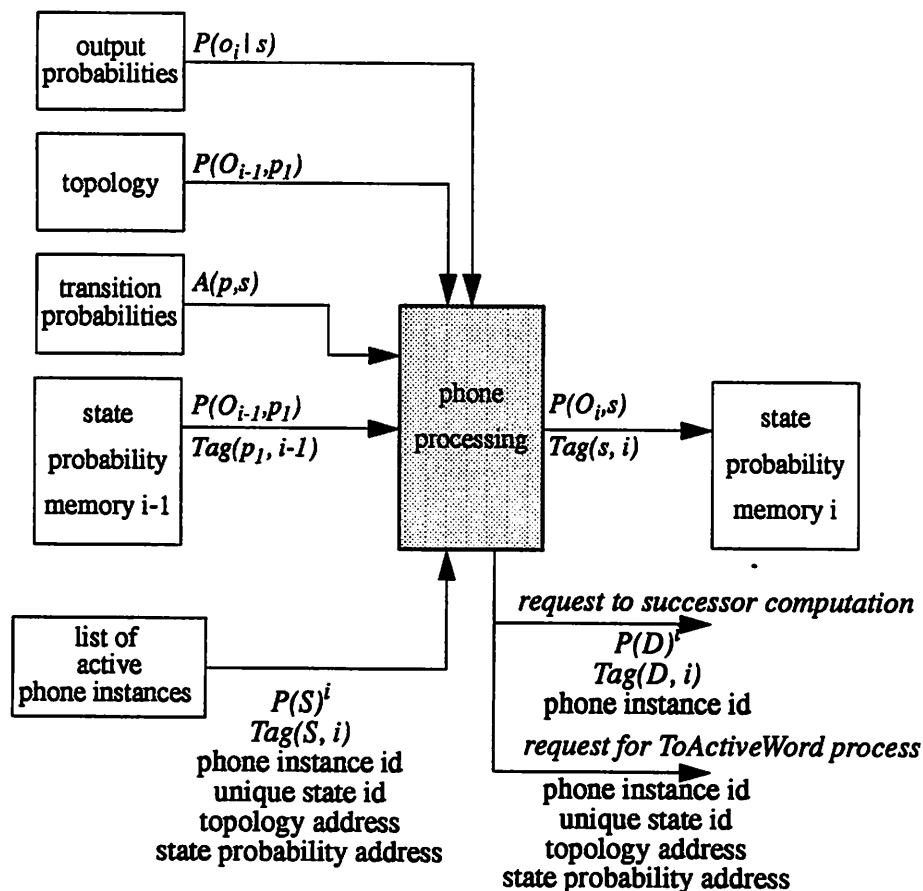 output
probabilities
P(o_i | s)
topology
P(O_{i-1},p_1)
transition
probabilities
A(p,s)
state
probability
memory i-1
P(O_{i-1},p_1)
Tag(p_1, i-1)
phone
processing
P(O_i,s)
Tag(s, i)
state
probability
memory i
list of
active
phone instances
P(S)^i
Tag(S, i)
phone instance id
unique state id
topology address
state probability address
request to successor computation
P(D)^i
Tag(D, i)
phone instance id
request for ToActiveWord process
phone instance id
unique state id
topology address
state probability address